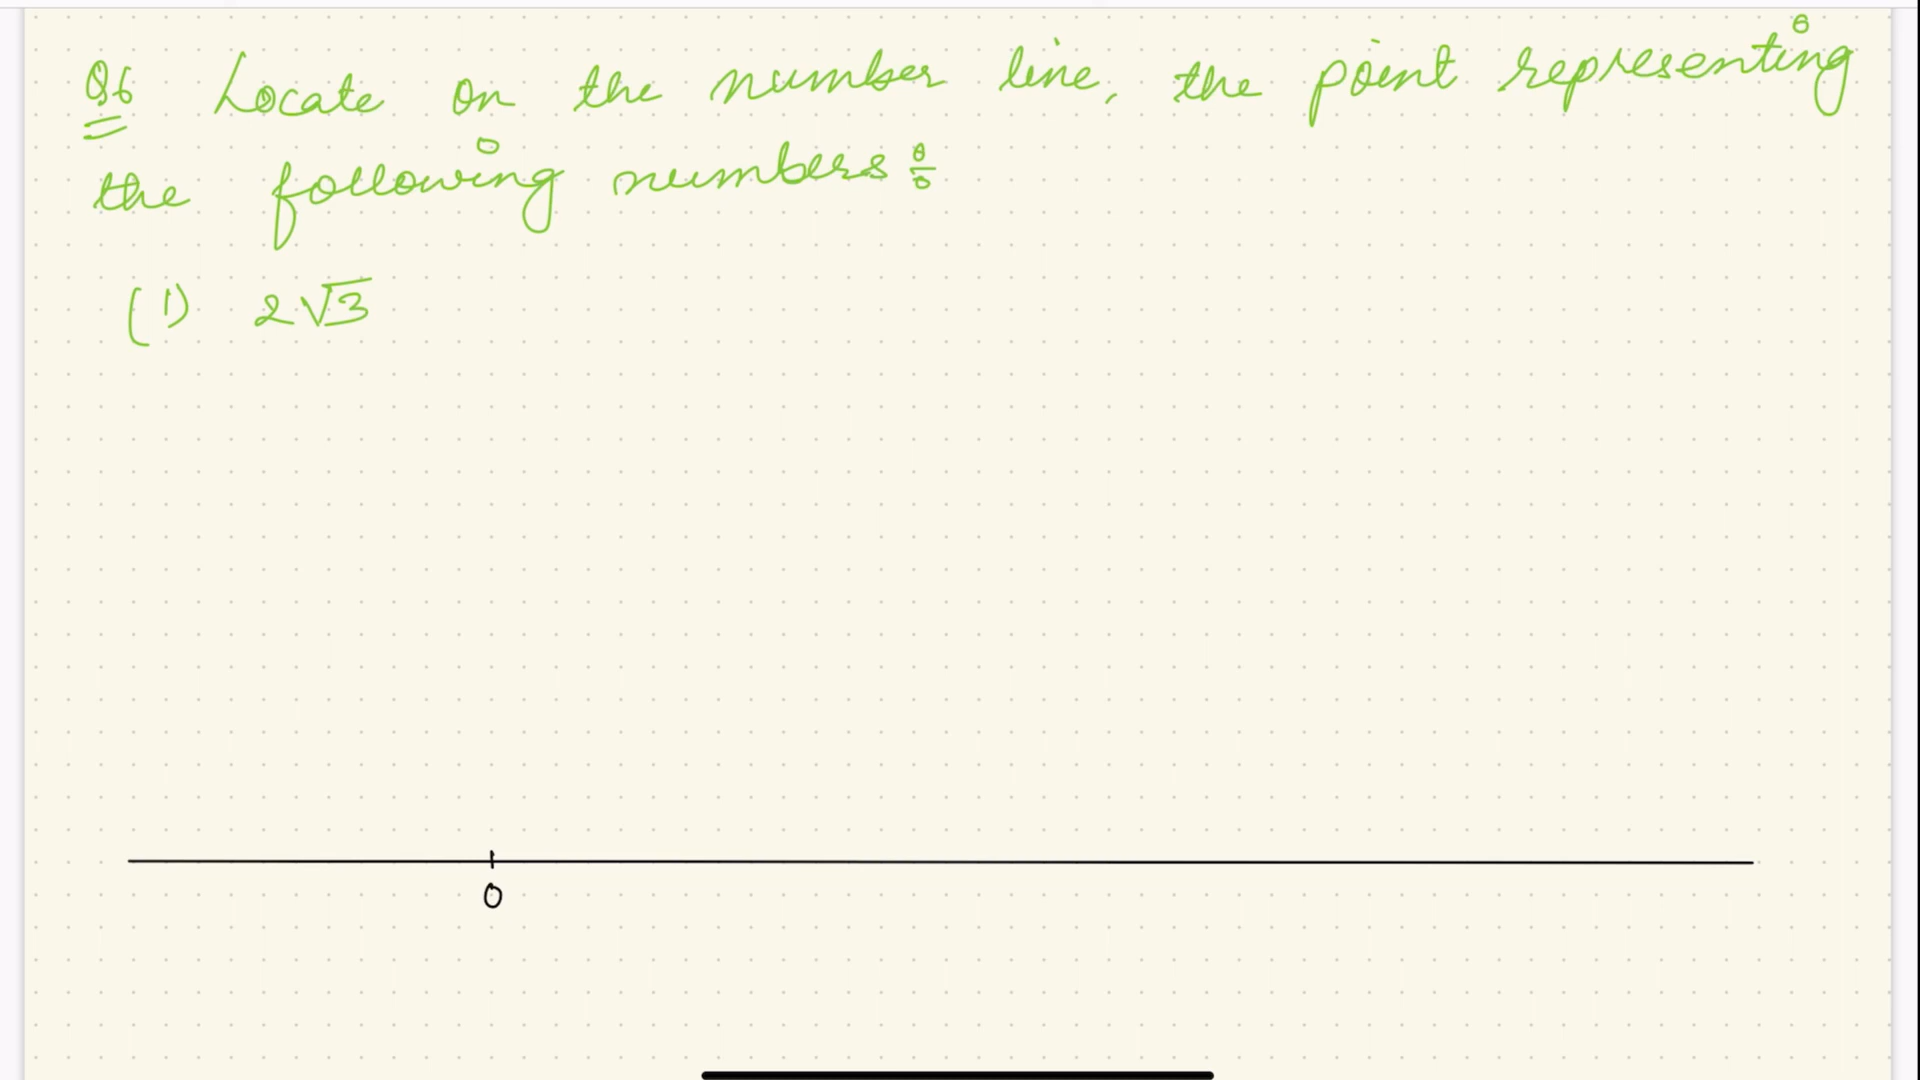 Q6 Locate on the number line, the point representing
the following numbers :
(1) 2√3
0